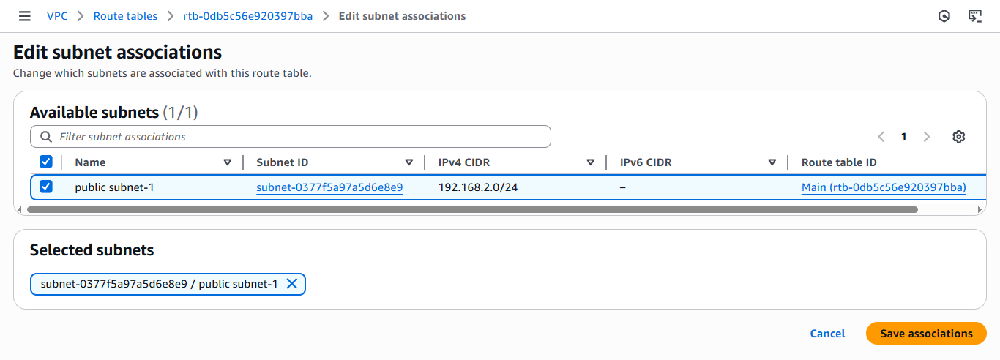 VPC > Route tables > rtb-0db5c56e920397bba > Edit subnet associations
Edit subnet associations
Change which subnets are associated with this route table.
Available subnets (1/1)
Filter subnet associations
1
Name Subnet ID IPv4 CIDR IPv6 CIDR Route table ID
public subnet-1 subnet-0377f5a97a5d6e8e9 192.168.2.0/24 – Main (rtb-0db5c56e920397bba)
Selected subnets
subnet-0377f5a97a5d6e8e9 / public subnet-1
Cancel Save associations